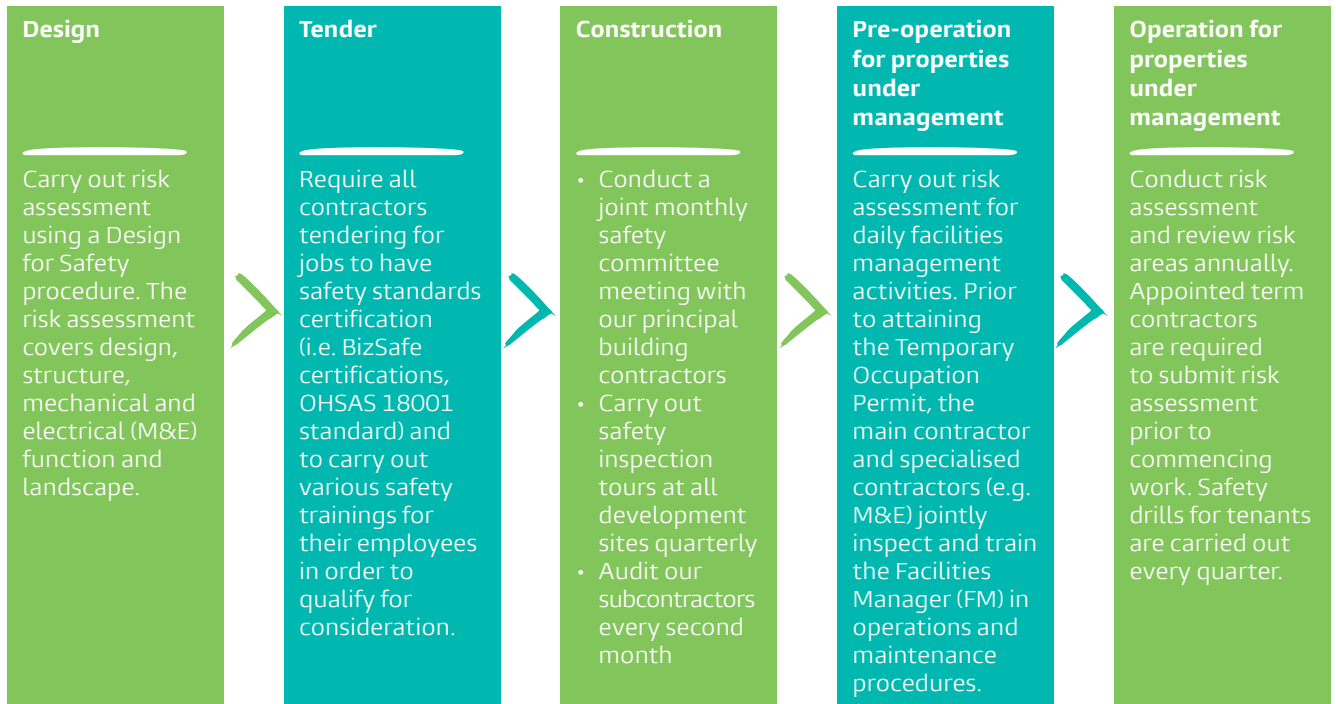 Design
Carry out risk
assessment
using a Design
for Safety
procedure. The
risk assessment
covers design,
structure,
mechanical and
electrical (M&E)
function and
landscape.
Tender
Require all
contractors
tendering for
jobs to have
safety standards
certification
(i.e. BizSafe
certifications,
OHSAS 18001
standard) and
to carry out
various safety
trainings for
their employees
in order to
qualify for
consideration.
Construction
• Conduct a
joint monthly
safety
committee
meeting with
our principal
building
contractors
• Carry out
safety
inspection
tours at all
development
sites quarterly
• Audit our
subcontractors
every second
month
Pre-operation
for properties
under
management
Carry out risk
assessment for
daily facilities
management
activities. Prior
to attaining
the Temporary
Occupation
Permit, the
main contractor
and specialised
contractors (e.g.
M&E) jointly
inspect and train
the Facilities
Manager (FM) in
operations and
maintenance
procedures.
Operation for
properties
under
management
Conduct risk
assessment
and review risk
areas annually.
Appointed term
contractors
are required
to submit risk
assessment
prior to
commencing
work. Safety
drills for tenants
are carried out
every quarter.